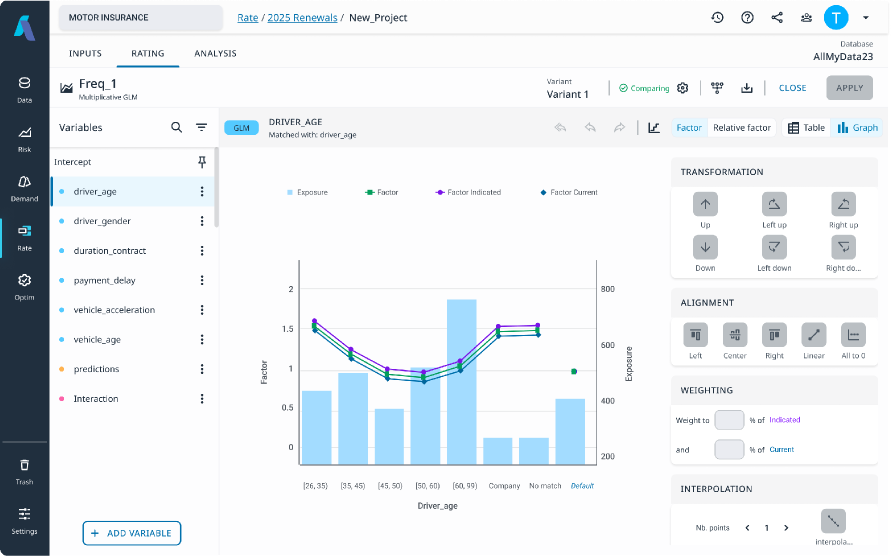 MOTOR INSURANCE
Rate / 2025 Renewals / New_Project
T
INPUTS RATING ANALYSIS
Database
AllMyData23
Freq_1
Multiplicative GLM
Variant
Variant 1
Comparing
CLOSE
APPLY
Data
Risk
Demand
Rate
Optim
Trash
Settings
Variables
Intercept
driver_age
driver_gender
duration_contract
payment_delay
vehicle_acceleration
vehicle_age
predictions
Interaction
+ ADD VARIABLE
GLM
DRIVER_AGE
Matched with: driver_age
Factor Relative factor Table Graph
Exposure Factor Factor Indicated Factor Current
2
1.5
1
0.5
0
Factor
800
600
400
200
Exposure
[26, 35) [35, 45) [45, 50) [50, 60) [60, 99) Company No match Default
Driver_age
TRANSFORMATION
Up Left up Right up
Down Left down Right do...
ALIGNMENT
Left Center Right Linear All to 0
WEIGHTING
Weight to % of Indicated
and % of Current
INTERPOLATION
Nb. points < 1 >
interpola...